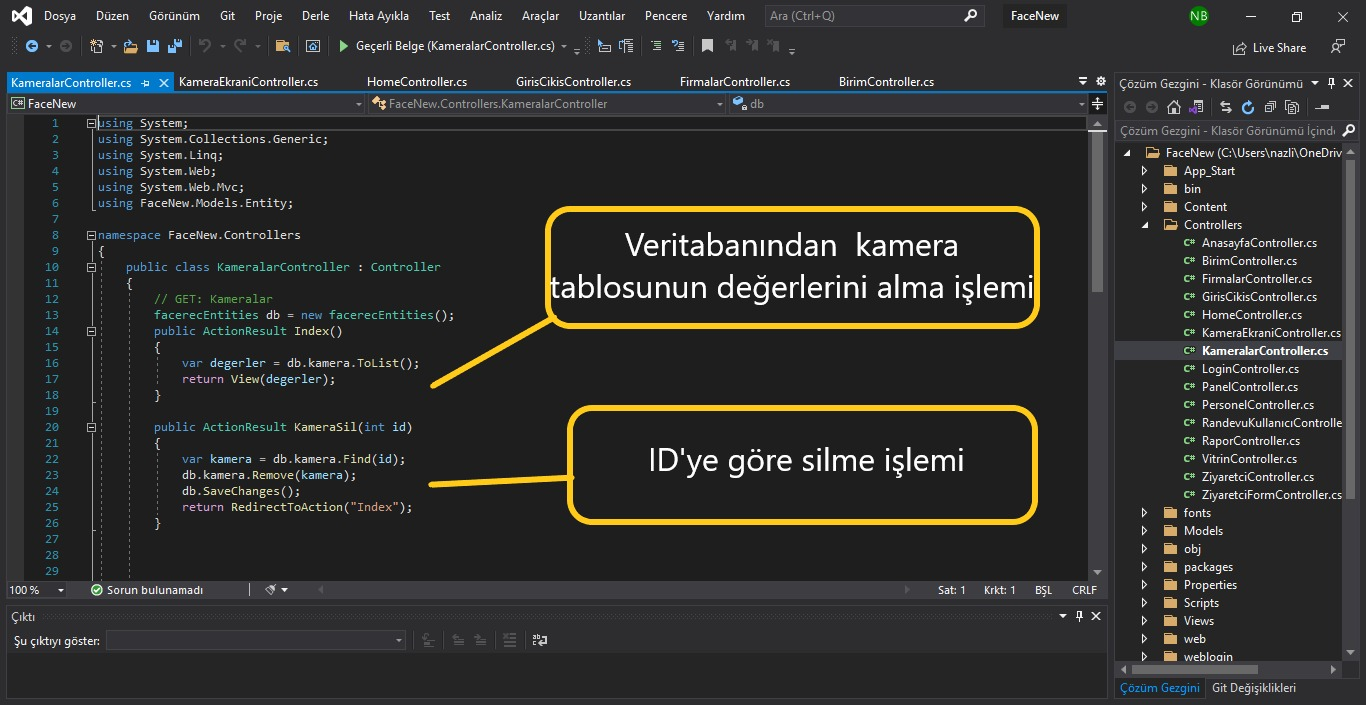 Dosya Düzen Görünüm Git Proje Derle Hata Ayıkla Test Analiz Araçlar Uzantılar Pencere Yardım Ara (Ctrl+Q) FaceNew NB
Geçerli Belge (KameralarController.cs) Live Share
KameralarController.cs KameraEkraniController.cs HomeController.cs GirisCikisController.cs FirmalarController.cs BirimController.cs
FaceNew FaceNew.Controllers.KameralarController db
1 using System;
2 using System.Collections.Generic;
3 using System.Linq;
4 using System.Web;
5 using System.Web.Mvc;
6 using FaceNew.Models.Entity;
7
8 namespace FaceNew.Controllers
9 {
10 public class KameralarController : Controller
11 {
12 // GET: Kameralar
13 facerecEntities db = new facerecEntities();
14 public ActionResult Index()
15 {
16 var degerler = db.kamera.ToList();
17 return View(degerler);
18 }
19
20 public ActionResult KameraSil(int id)
21 {
22 var kamera = db.kamera.Find(id);
23 db.kamera.Remove(kamera);
24 db.SaveChanges();
25 return RedirectToAction("Index");
26 }
27
28
29
Veritabanından kamera
tablosunun değerlerini alma işlemi
ID'ye göre silme işlemi
100 % Sorun bulunamadı Sat: 1 Krkt: 1 BŞL CRLF
Çıktı
Şu çıktıyı göster:
Çözüm Gezgini - Klasör Görünümü
Çözüm Gezgini - Klasör Görünümü İçinde
FaceNew (C:\Users\nazli\OneDriv
App_Start
bin
Content
Controllers
C# AnasayfaController.cs
C# BirimController.cs
C# FirmalarController.cs
C# GirisCikisController.cs
C# HomeController.cs
C# KameraEkraniController.cs
C# KameralarController.cs
C# LoginController.cs
C# PanelController.cs
C# PersonelController.cs
C# RandevuKullanıcıControlle
C# RaporController.cs
C# VitrinController.cs
C# ZiyaretciController.cs
C# ZiyaretciFormController.cs
fonts
Models
obj
packages
Properties
Scripts
Views
web
weblogin
Çözüm Gezgini Git Değişiklikleri